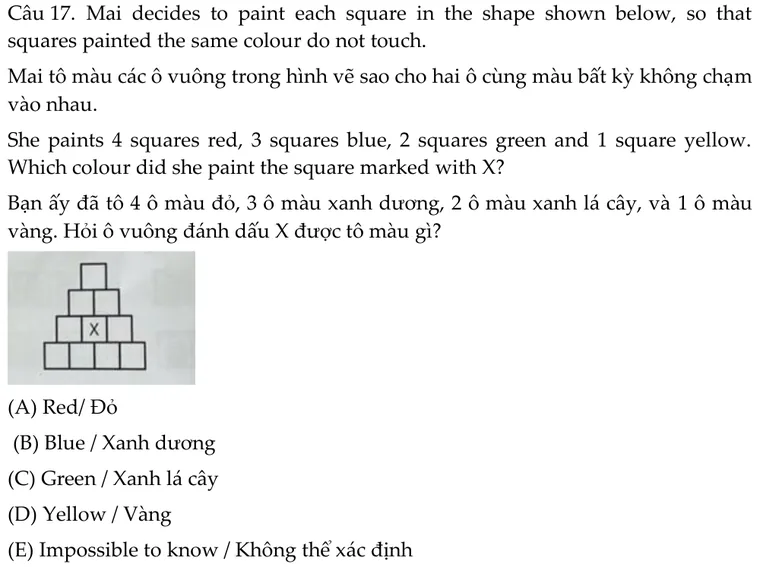 Câu 17. Mai decides to paint each square in the shape shown below, so that
squares painted the same colour do not touch.
Mai tô màu các ô vuông trong hình vẽ sao cho hai ô cùng màu bất kỳ không chạm
vào nhau.
She paints 4 squares red, 3 squares blue, 2 squares green and 1 square yellow.
Which colour did she paint the square marked with X?
Bạn ấy đã tô 4 ô màu đỏ, 3 ô màu xanh dương, 2 ô màu xanh lá cây, và 1 ô màu
vàng. Hỏi ô vuông đánh dấu X được tô màu gì?
X
(A) Red/ Đỏ
(B) Blue / Xanh dương
(C) Green / Xanh lá cây
(D) Yellow / Vàng
(E) Impossible to know / Không thể xác định